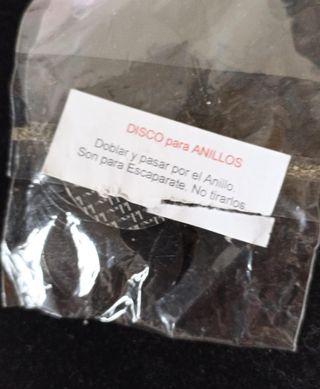 DISCO para ANILLOS
Doblar y pasar por el Anillo.
Son para Escaparate. No tirarlos